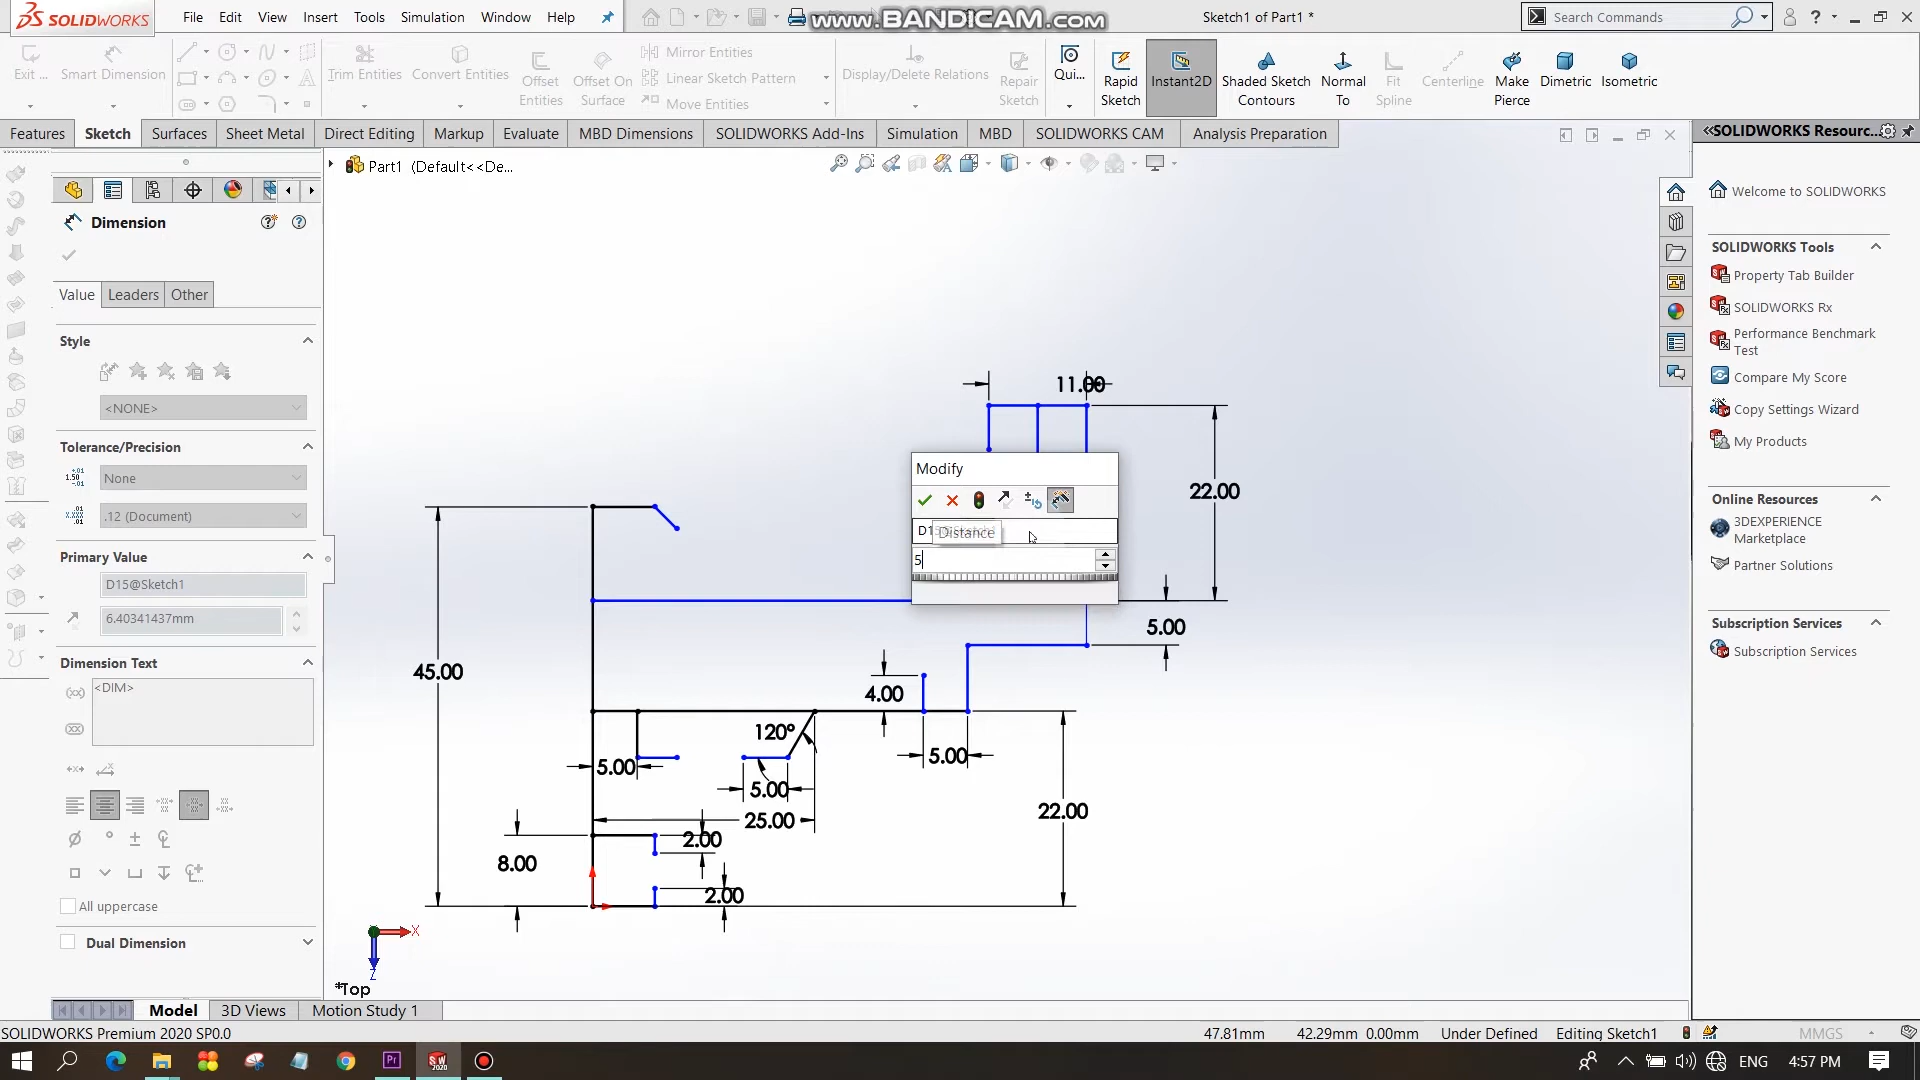 SOLIDWORKS
File Edit View Insert Tools Simulation Window Help
www.BANDICAM.com
Sketch1 of Part1 *
Search Commands
Exit ... Smart Dimension
Trim Entities Convert Entities Offset Entities Offset On Surface
Mirror Entities
Linear Sketch Pattern
Move Entities
Display/Delete Relations Repair Sketch Qui...
Rapid Sketch Instant2D Shaded Sketch Contours Normal To Centerline Fit Spline Make Pierce Dimetric Isometric
Features Sketch Surfaces Sheet Metal Direct Editing Markup Evaluate MBD Dimensions SOLIDWORKS Add-Ins Simulation MBD SOLIDWORKS CAM Analysis Preparation
SOLIDWORKS Resourc...
Part1 (Default<<De...
Dimension
Value Leaders Other
Style
<NONE>
Tolerance/Precision
None
.12 (Document)
Primary Value
D15@Sketch1
6.40341437mm
Dimension Text
<DIM>
All uppercase
Dual Dimension
11.00
22.00
Modify
Distance
5
5.00
45.00
4.00
120°
5.00
5.00
5.00
25.00
22.00
2.00
8.00
2.00
X
Z
*Top
Welcome to SOLIDWORKS
SOLIDWORKS Tools
Property Tab Builder
SOLIDWORKS Rx
Performance Benchmark Test
Compare My Score
Copy Settings Wizard
My Products
Online Resources
3DEXPERIENCE Marketplace
Partner Solutions
Subscription Services
Subscription Services
Model 3D Views Motion Study 1
SOLIDWORKS Premium 2020 SP0.0
47.81mm 42.29mm 0.00mm Under Defined Editing Sketch1 MMGS
ENG 4:57 PM